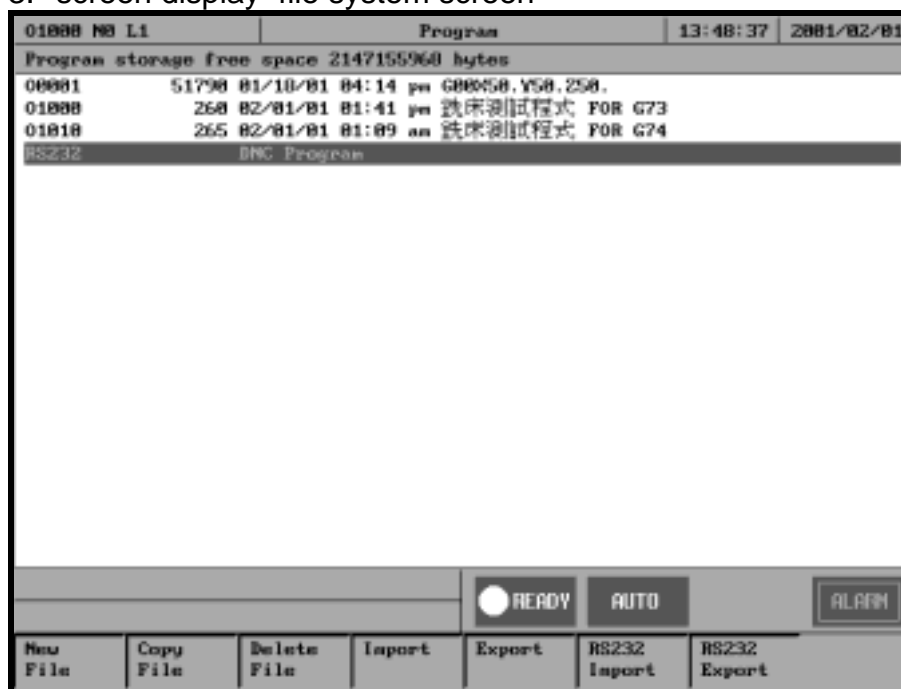 screen display file system screen
O1000 N0 L1 Program 13:48:37 2001/02/01
Program storage free space 2147155968 bytes
O0001 51790 01/18/01 04:14 pm G00X50.Y50.Z50.
O1000 260 02/01/01 01:41 pm 銑床測試程式 FOR G73
O1010 265 02/01/01 01:09 am 銑床測試程式 FOR G74
RS232 DNC Program
READY AUTO ALARM
New File Copy File Delete File Import Export RS232 Import RS232 Export